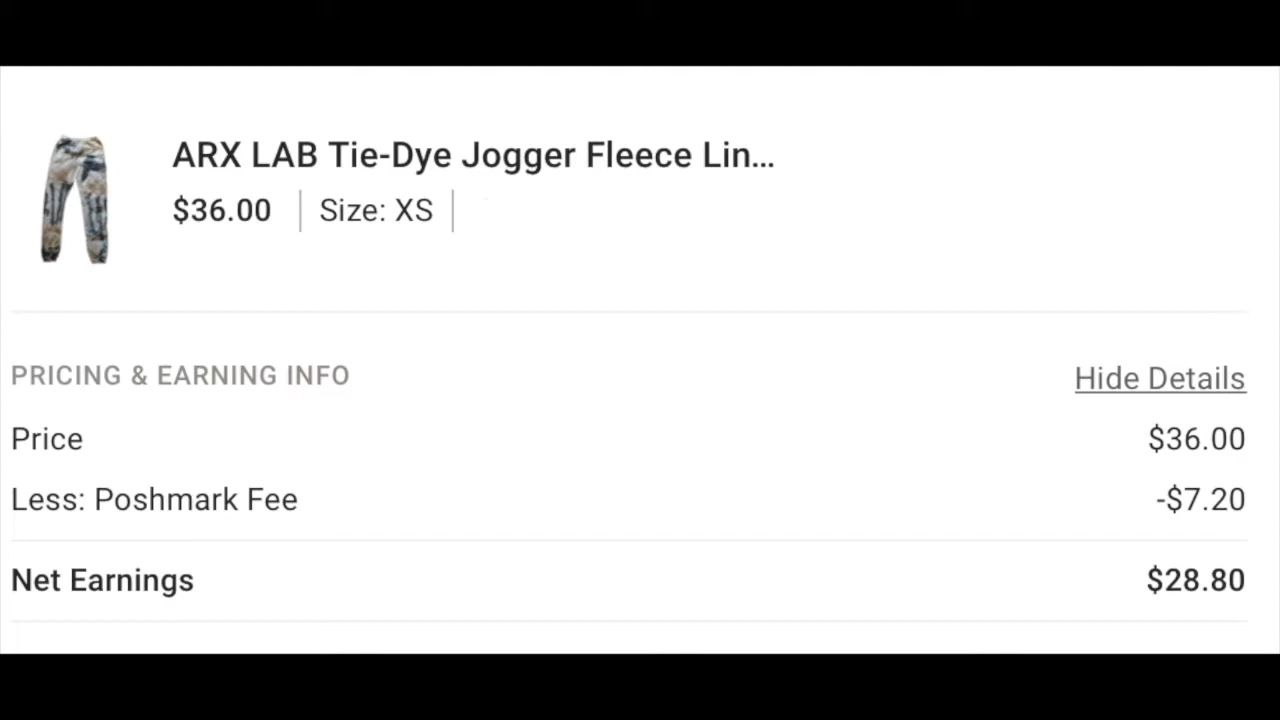 ARX LAB Tie-Dye Jogger Fleece Lin...
$36.00 | Size: XS |
PRICING & EARNING INFO Hide Details
Price $36.00
Less: Poshmark Fee -$7.20
Net Earnings $28.80